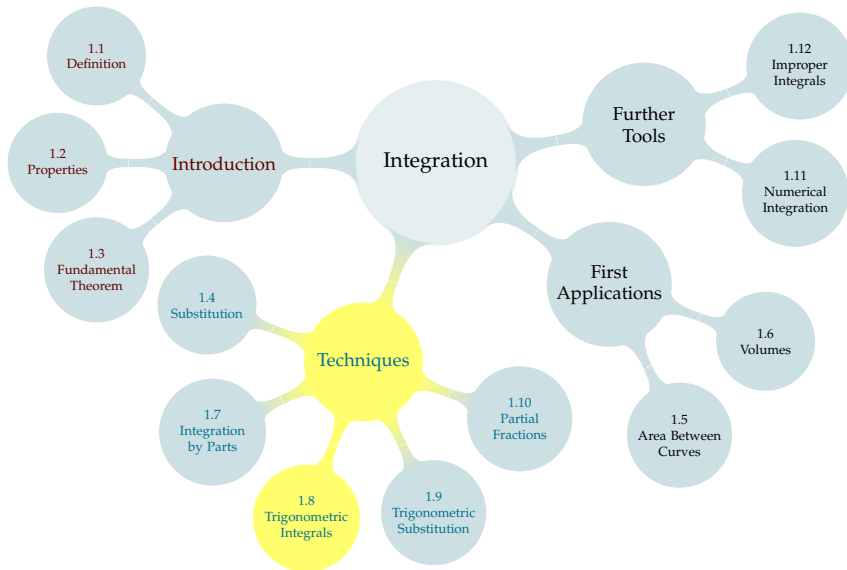 Integration
Introduction
1.1
Definition
1.2
Properties
1.3
Fundamental
Theorem
Techniques
1.4
Substitution
1.7
Integration
by Parts
1.8
Trigonometric
Integrals
1.9
Trigonometric
Substitution
1.10
Partial
Fractions
First
Applications
1.5
Area Between
Curves
1.6
Volumes
Further
Tools
1.11
Numerical
Integration
1.12
Improper
Integrals